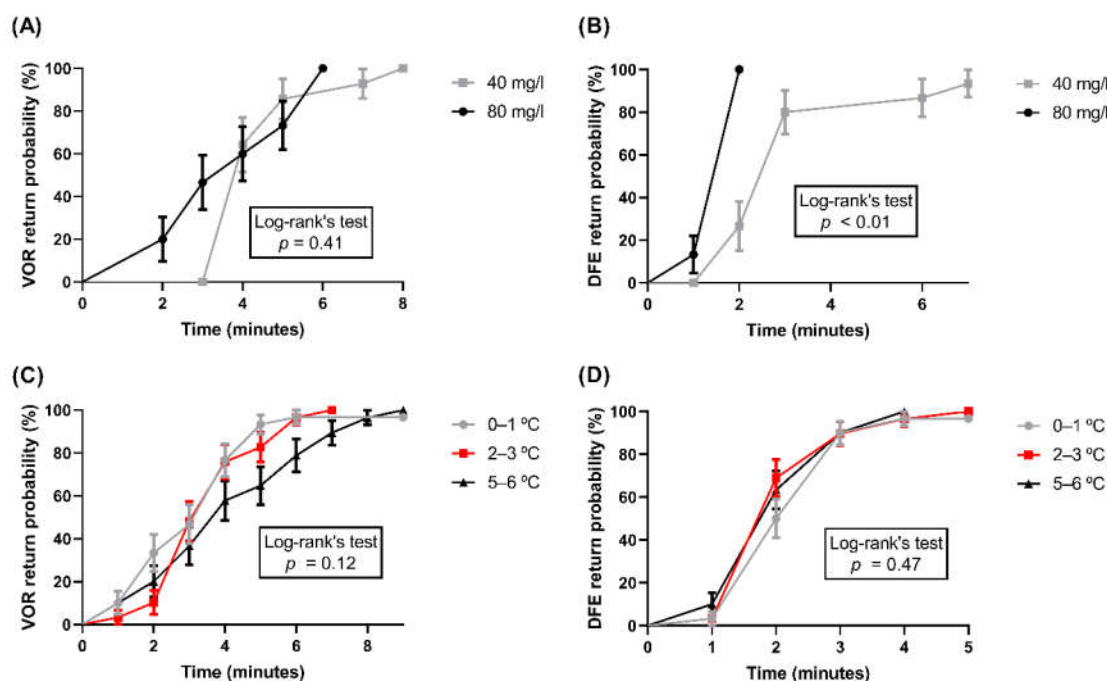 (A)
VOR return probability (%)
100
80
60
40
20
0
0 2 4 6 8
Time (minutes)
40 mg/l
80 mg/l
Log-rank's test
p = 0.41
(B)
DFE return probability (%)
100
80
60
40
20
0
0 2 4 6
Time (minutes)
40 mg/l
80 mg/l
Log-rank's test
p < 0.01
(C)
VOR return probability (%)
100
80
60
40
20
0
0 2 4 6 8
Time (minutes)
0–1 ºC
2–3 ºC
5–6 ºC
Log-rank's test
p = 0.12
(D)
DFE return probability (%)
100
80
60
40
20
0
0 1 2 3 4 5
Time (minutes)
0–1 ºC
2–3 ºC
5–6 ºC
Log-rank's test
p = 0.47